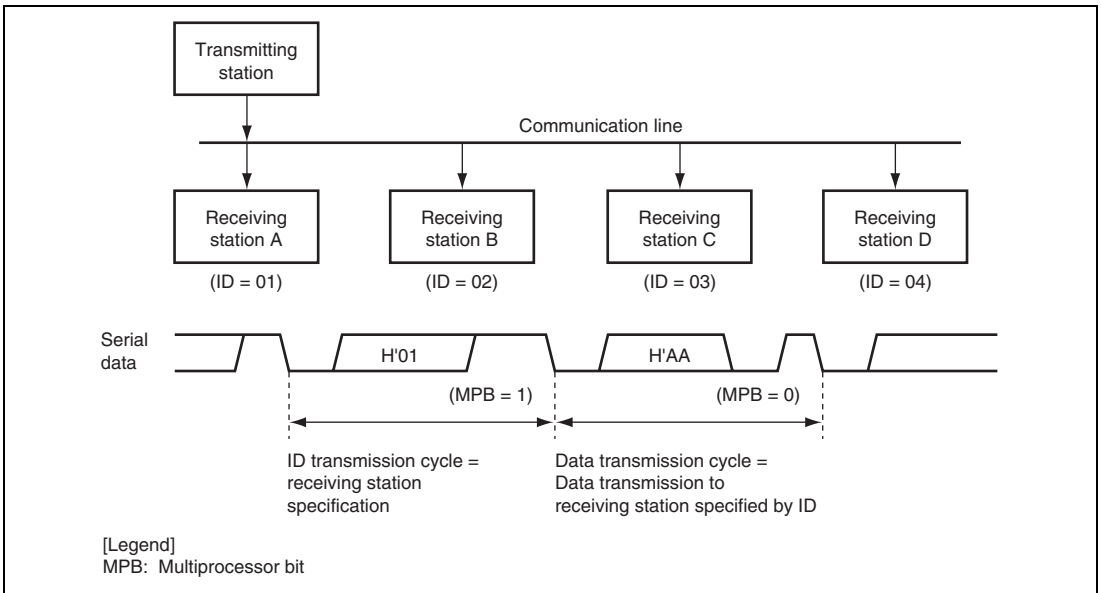 Transmitting
station
Communication line
Receiving
station A
Receiving
station B
Receiving
station C
Receiving
station D
(ID = 01)
(ID = 02)
(ID = 03)
(ID = 04)
Serial
data
H'01
H'AA
(MPB = 1)
(MPB = 0)
ID transmission cycle =
receiving station
specification
Data transmission cycle =
Data transmission to
receiving station specified by ID
[Legend]
MPB: Multiprocessor bit